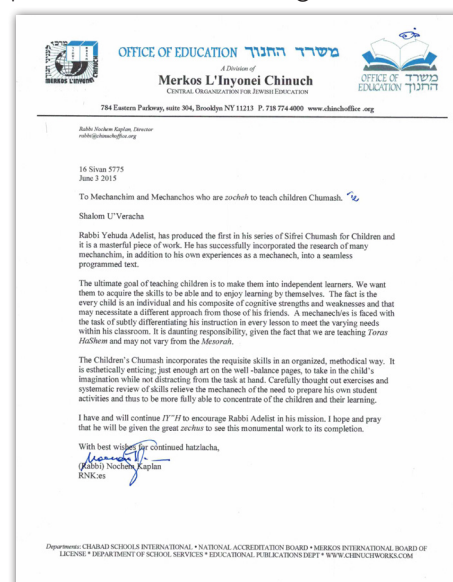 OFFICE OF EDUCATION משרד החנוך
A Division of
Merkos L'Inyonei Chinuch
CENTRAL ORGANIZATION FOR JEWISH EDUCATION
MERKOS L'INYONEI
OFFICE OF משרד
EDUCATION החנוך
784 Eastern Parkway, suite 304, Brooklyn NY 11213 P. 718 774 4000 www.chinchoffice .org
Rabbi Nochem Kaplan, Director
rabbi@chinuchoffice.org
16 Sivan 5775
June 3 2015
To Mechanchim and Mechanchos who are zocheh to teach children Chumash.
Shalom U'Veracha
Rabbi Yehuda Adelist, has produced the first in his series of Sifrei Chumash for Children and
it is a masterful piece of work. He has successfully incorporated the research of many
mechanchim, in addition to his own experiences as a mechanech, into a seamless
programmed text.
The ultimate goal of teaching children is to make them into independent learners. We want
them to acquire the skills to be able and to enjoy learning by themselves. The fact is the
every child is an individual and his composite of cognitive strengths and weaknesses and that
may necessitate a different approach from those of his friends. A mechanech/es is faced with
the task of subtly differentiating his instruction in every lesson to meet the varying needs
within his classroom. It is daunting responsibility, given the fact that we are teaching Toras
HaShem and may not vary from the Mesorah.
The Children's Chumash incorporates the requisite skills in an organized, methodical way. It
is esthetically enticing; just enough art on the well -balance pages, to take in the child's
imagination while not distracting from the task at hand. Carefully thought out exercises and
systematic review of skills relieve the mechanech of the need to prepare his own student
activities and thus to be more fully able to concentrate of the children and their learning.
I have and will continue IY"H to encourage Rabbi Adelist in his mission. I hope and pray
that he will be given the great zechus to see this monumental work to its completion.
With best wishes for continued hatzlacha,
(Rabbi) Nochem Kaplan
RNK:es
Departments: CHABAD SCHOOLS INTERNATIONAL * NATIONAL ACCREDITATION BOARD * MERKOS INTERNATIONAL BOARD OF
LICENSE * DEPARTMENT OF SCHOOL SERVICES * EDUCATIONAL PUBLICATIONS DEPT * WWW.CHINUCHWORKS.COM